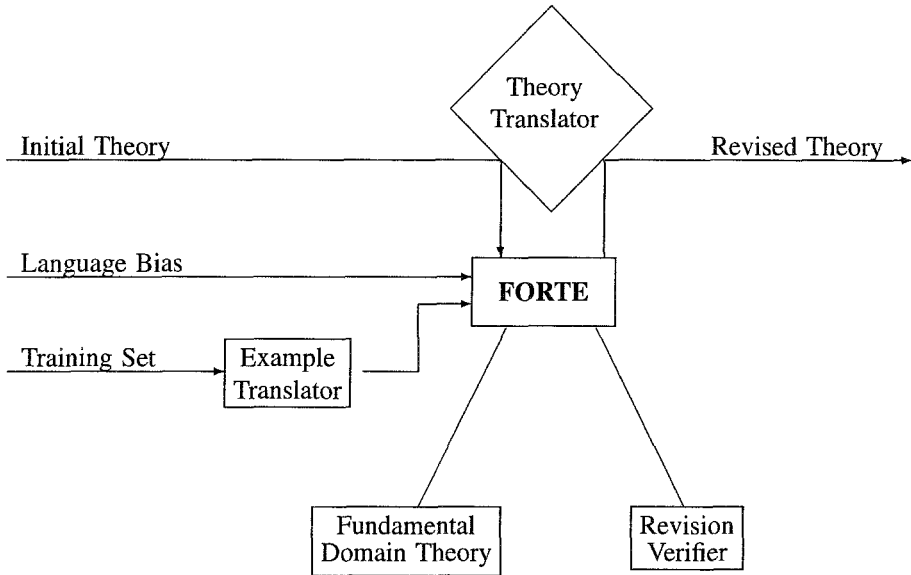 Theory
Translator
Initial Theory
Revised Theory
Language Bias
FORTE
Training Set
Example
Translator
Fundamental
Domain Theory
Revision
Verifier